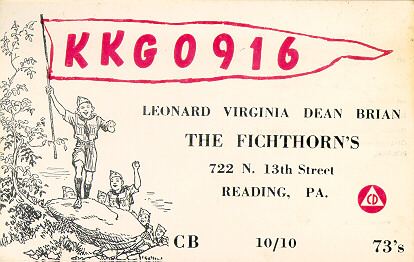 KKG0916
LEONARD VIRGINIA DEAN BRIAN
THE FICHTHORN'S
722 N. 13th Street
READING, PA.
CD
CB 10/10 73's